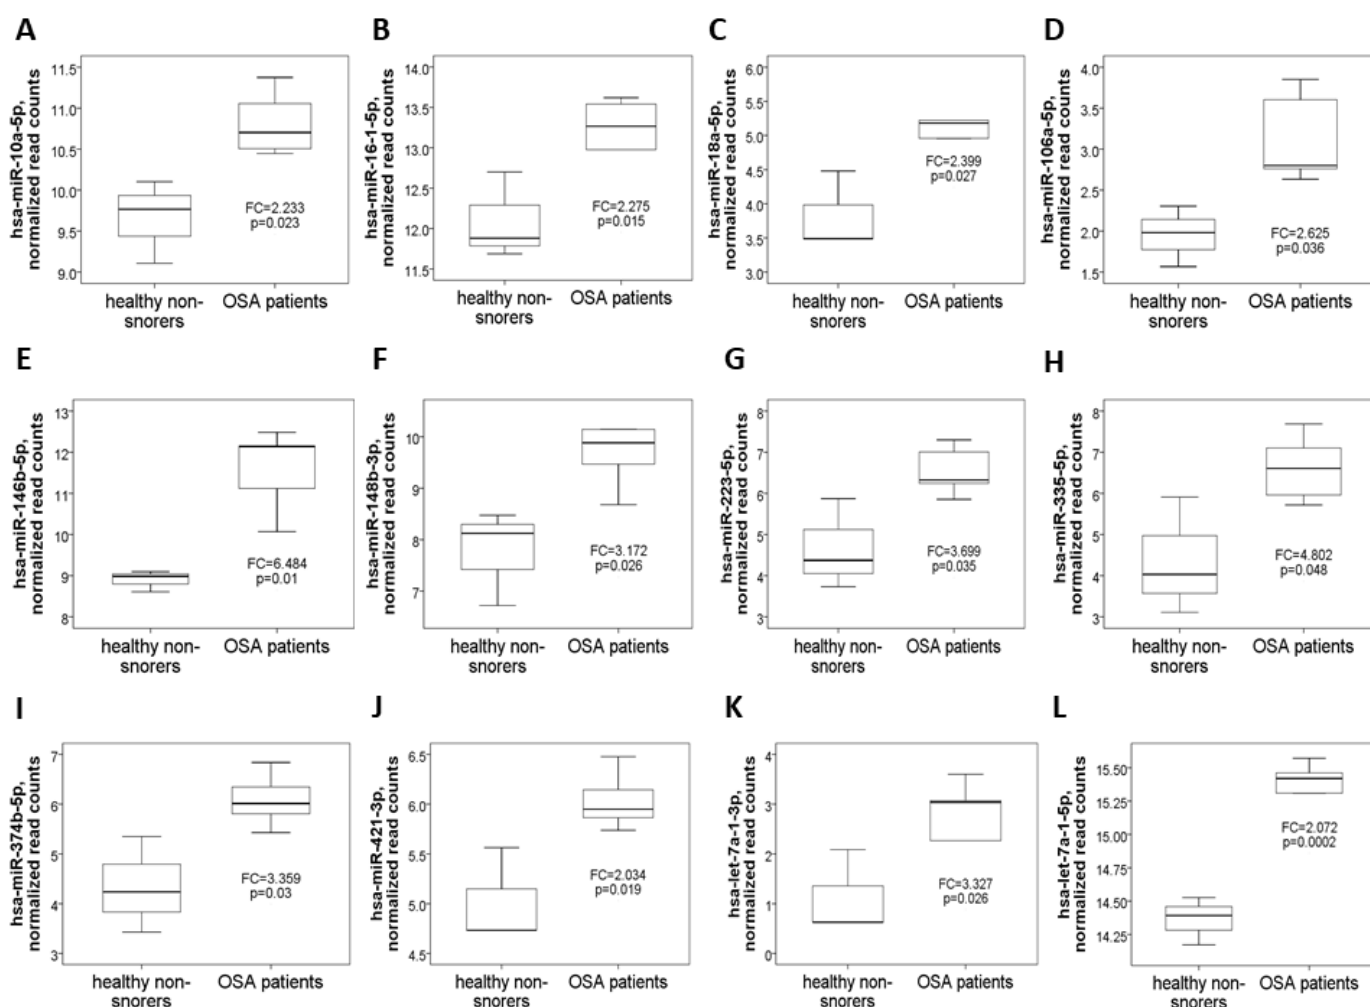 A
hsa-miR-10a-5p,
normalized read counts
11.5
11.0
10.5
10.0
9.5
9.0
FC=2.233
p=0.023
healthy non-
snorers
OSA patients
B
hsa-miR-16-1-5p,
normalized read counts
14.0
13.5
13.0
12.5
12.0
11.5
FC=2.275
p=0.015
healthy non-
snorers
OSA patients
C
hsa-miR-18a-5p,
normalized read counts
6.0
5.5
5.0
4.5
4.0
3.5
3.0
FC=2.399
p=0.027
healthy non-
snorers
OSA patients
D
hsa-miR-106a-5p,
normalized read counts
4.0
3.5
3.0
2.5
2.0
1.5
FC=2.625
p=0.036
healthy non-
snorers
OSA patients
E
hsa-miR-146b-5p,
normalized read counts
13
12
11
10
9
8
FC=6.484
p=0.01
healthy non-
snorers
OSA patients
F
hsa-miR-148b-3p,
normalized read counts
10
9
8
7
FC=3.172
p=0.026
healthy non-
snorers
OSA patients
G
hsa-miR-223-5p,
normalized read counts
8
7
6
5
4
3
FC=3.699
p=0.035
healthy non-
snorers
OSA patients
H
hsa-miR-335-5p,
normalized read counts
8
7
6
5
4
3
FC=4.802
p=0.048
healthy non-
snorers
OSA patients
I
hsa-miR-374b-5p,
normalized read counts
7
6
5
4
3
FC=3.359
p=0.03
healthy non-
snorers
OSA patients
J
hsa-miR-421-3p,
normalized read counts
6.5
6.0
5.5
5.0
4.5
FC=2.034
p=0.019
healthy non-
snorers
OSA patients
K
hsa-let-7a-1-3p,
normalized read counts
4
3
2
1
0
FC=3.327
p=0.026
healthy non-
snorers
OSA patients
L
hsa-let-7a-1-5p,
normalized read counts
15.50
15.25
15.00
14.75
14.50
14.25
FC=2.072
p=0.0002
healthy non-
snorers
OSA patients